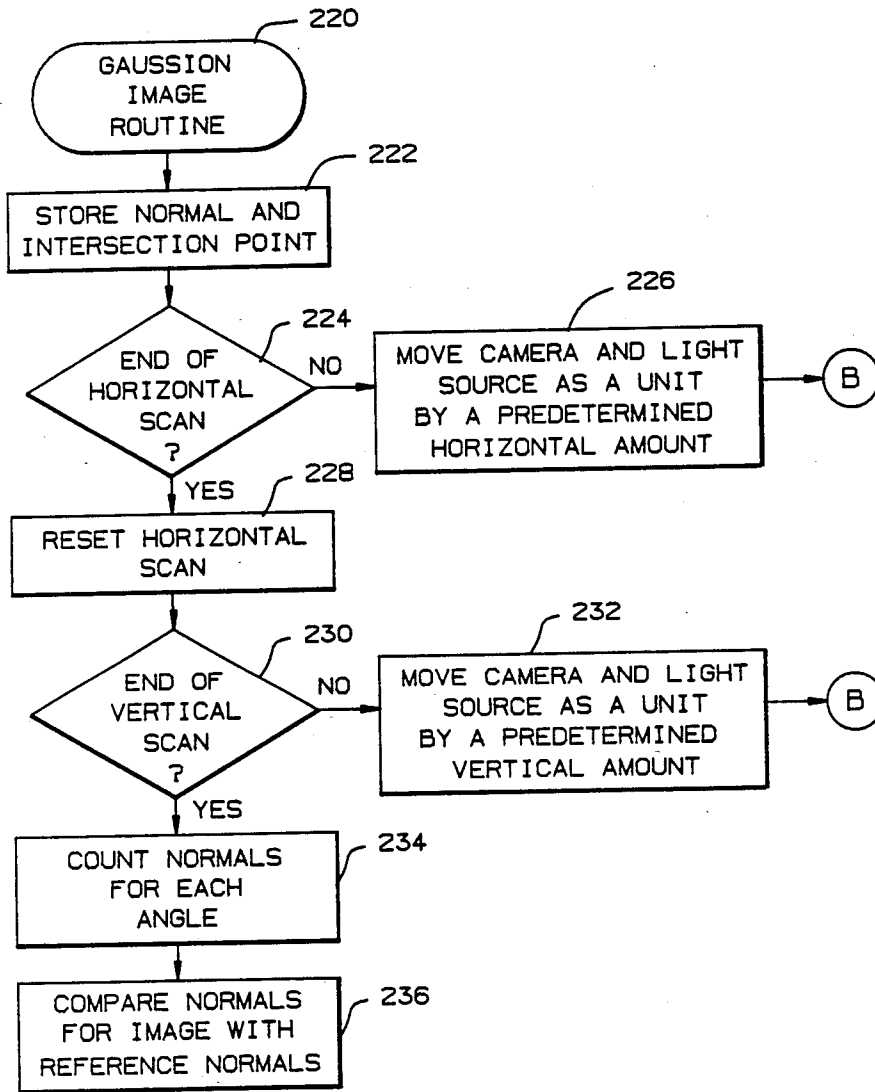 220
GAUSSION
IMAGE
ROUTINE
222
STORE NORMAL AND
INTERSECTION POINT
224
END OF
HORIZONTAL
SCAN
?
NO
YES
226
MOVE CAMERA AND LIGHT
SOURCE AS A UNIT
BY A PREDETERMINED
HORIZONTAL AMOUNT
B
228
RESET HORIZONTAL
SCAN
230
END OF
VERTICAL
SCAN
?
NO
YES
232
MOVE CAMERA AND LIGHT
SOURCE AS A UNIT
BY A PREDETERMINED
VERTICAL AMOUNT
B
234
COUNT NORMALS
FOR EACH
ANGLE
236
COMPARE NORMALS
FOR IMAGE WITH
REFERENCE NORMALS